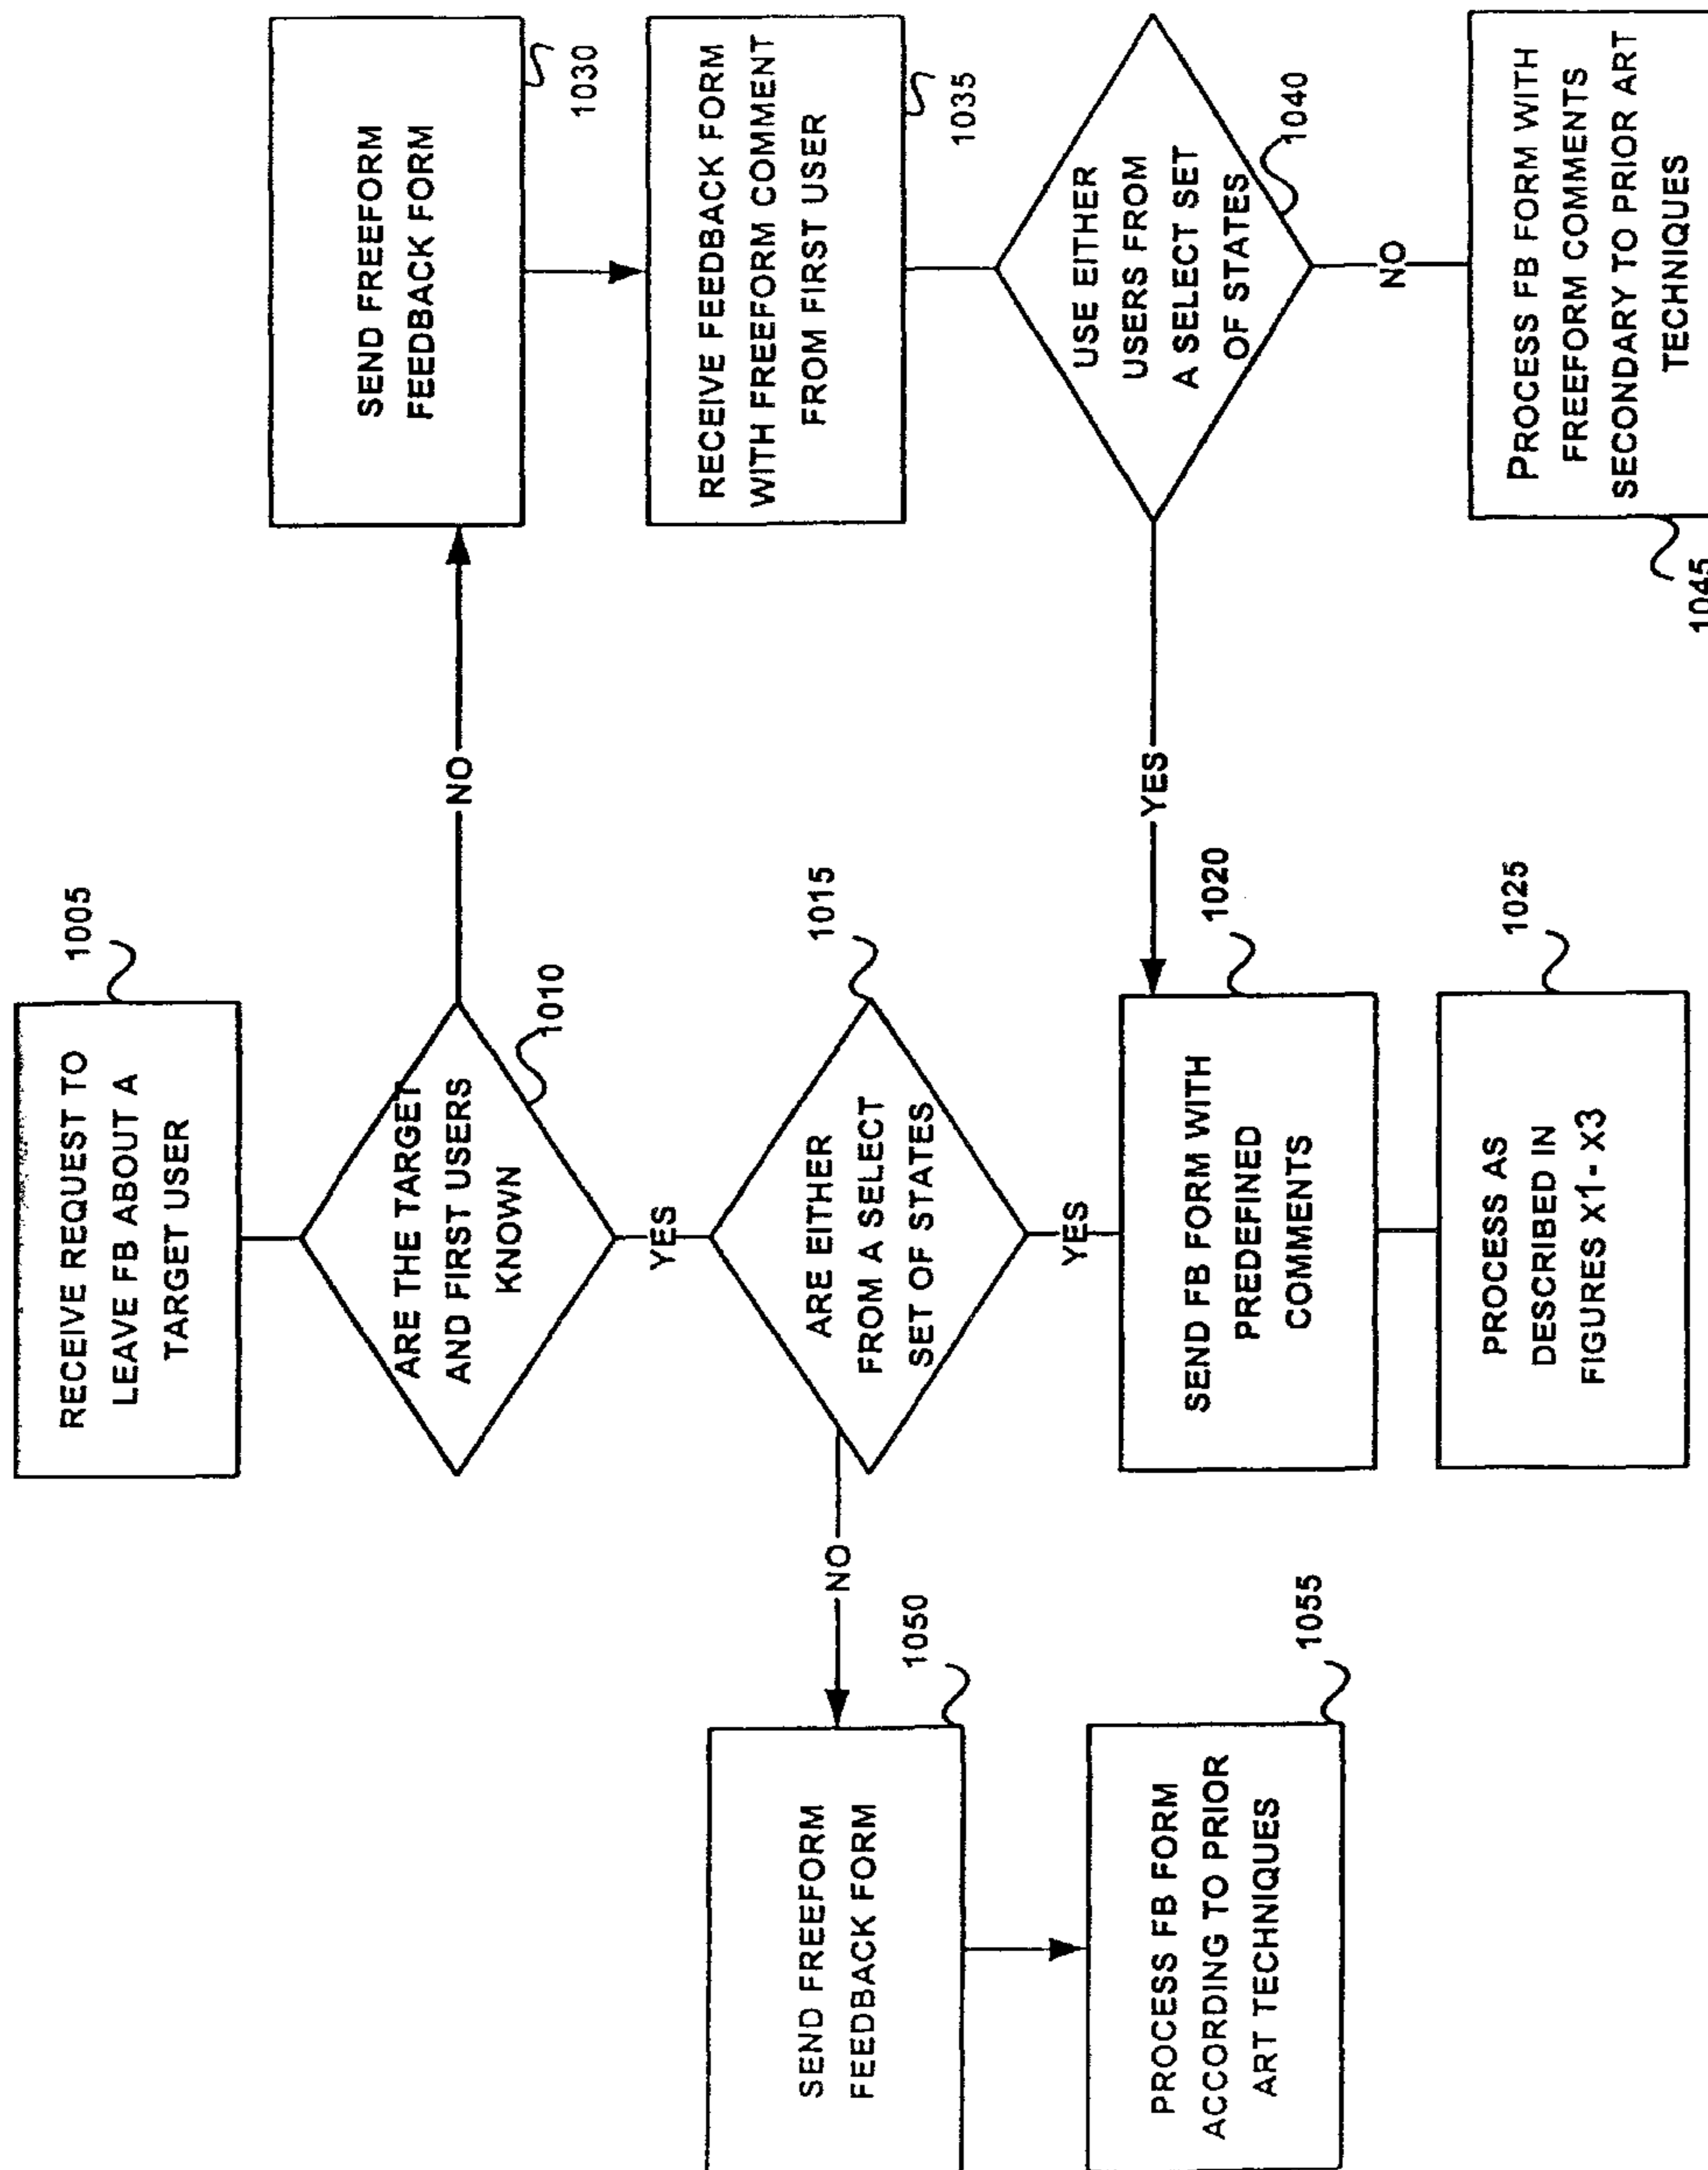 RECEIVE REQUEST TO
LEAVE FB ABOUT A
TARGET USER
1005
ARE THE TARGET
AND FIRST USERS
KNOWN
1010
NO
SEND FREEFORM
FEEDBACK FORM
1030
RECEIVE FEEDBACK FORM
WITH FREEFORM COMMENT
FROM FIRST USER
1035
YES
ARE EITHER
FROM A SELECT
SET OF STATES
1015
NO
SEND FREEFORM
FEEDBACK FORM
1050
PROCESS FB FORM
ACCORDING TO PRIOR
ART TECHNIQUES
1055
YES
SEND FB FORM WITH
PREDEFINED
COMMENTS
1020
PROCESS AS
DESCRIBED IN
FIGURES X1 - X3
1025
USE EITHER
USERS FROM
A SELECT SET
OF STATES
1040
YES
NO
PROCESS FB FORM WITH
FREEFORM COMMENTS
SECONDARY TO PRIOR ART
TECHNIQUES
1045